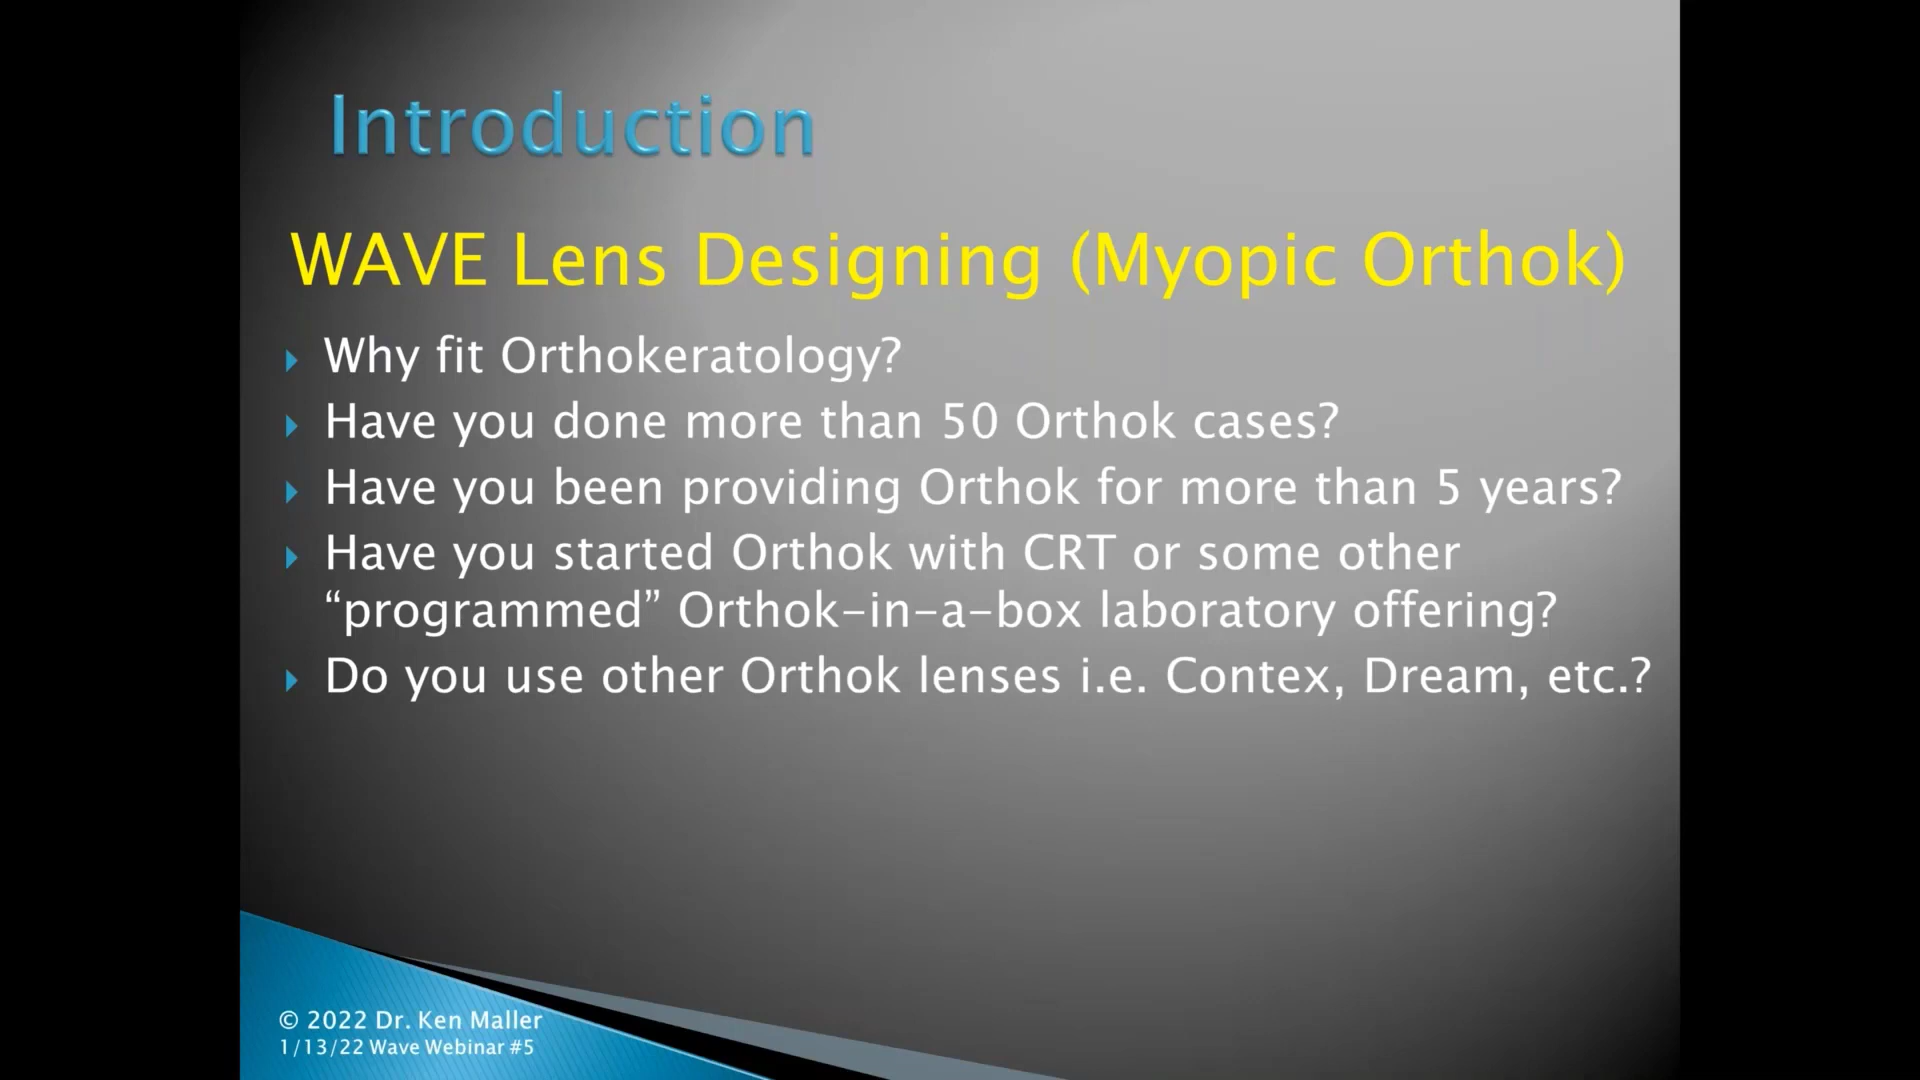 Introduction
WAVE Lens Designing (Myopic Orthok)
Why fit Orthokeratology?
Have you done more than 50 Orthok cases?
Have you been providing Orthok for more than 5 years?
Have you started Orthok with CRT or some other
“programmed” Orthok-in-a-box laboratory offering?
Do you use other Orthok lenses i.e. Contex, Dream, etc.?
© 2022 Dr. Ken Maller
1/13/22 Wave Webinar #5